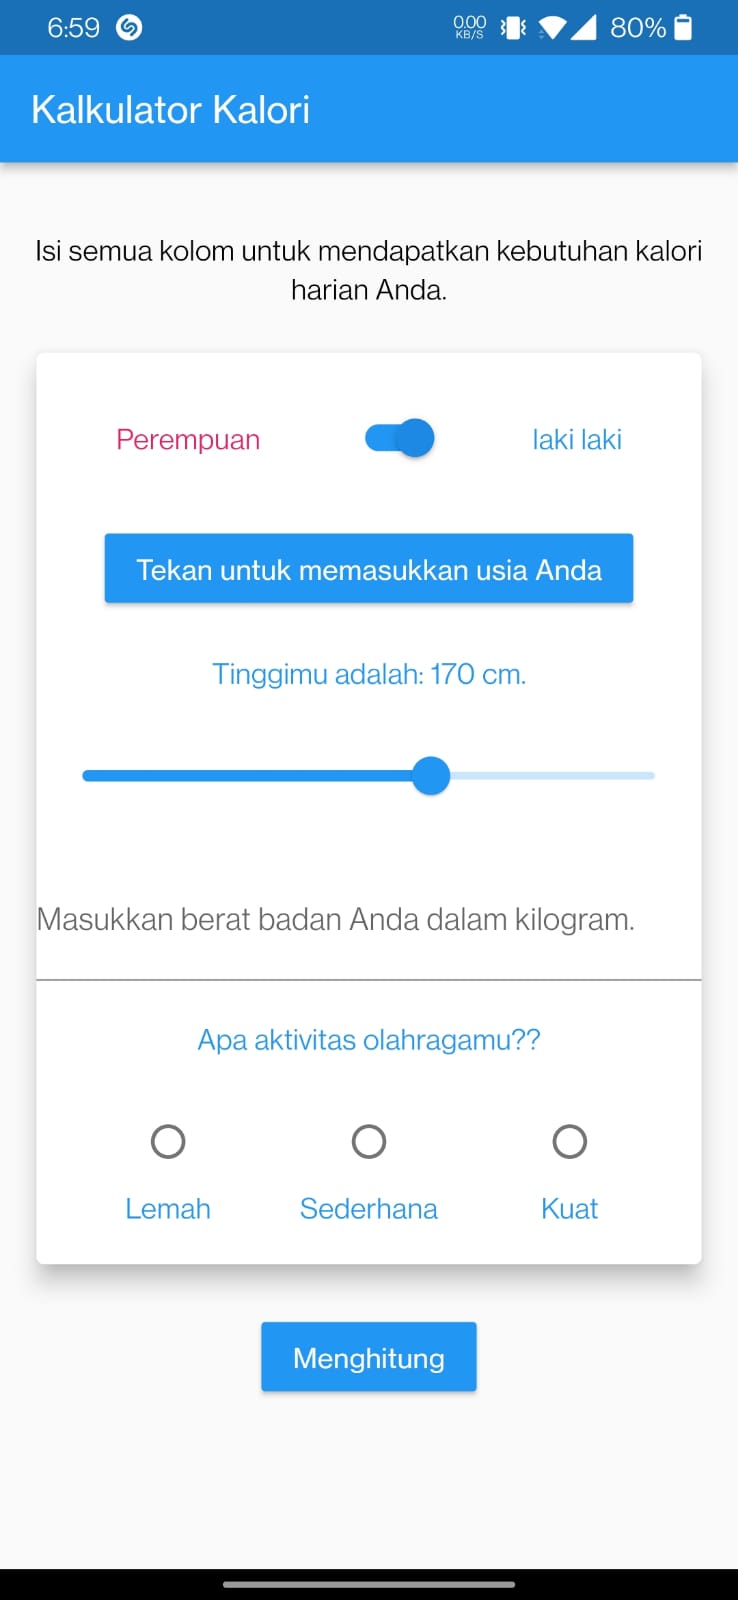 6:59
0.00
KB/S
80%
Kalkulator Kalori
Isi semua kolom untuk mendapatkan kebutuhan kalori
harian Anda.
Perempuan
laki laki
Tekan untuk memasukkan usia Anda
Tinggimu adalah: 170 cm.
Masukkan berat badan Anda dalam kilogram.
Apa aktivitas olahragamu??
Lemah
Sederhana
Kuat
Menghitung